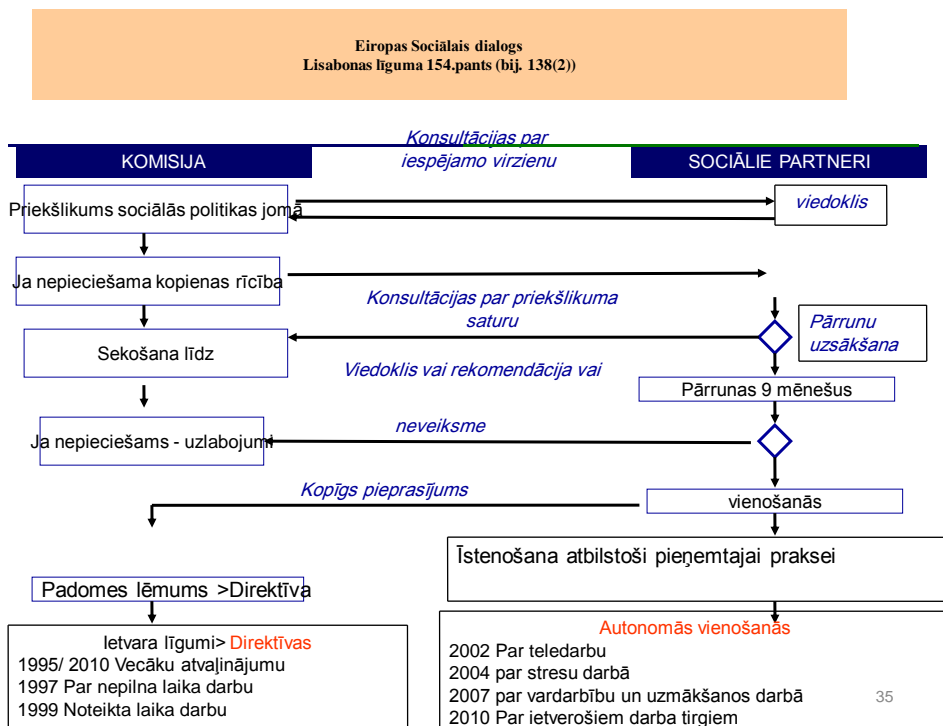 Eiropas Sociālais dialogs
Lisabonas līguma 154.pants (bij. 138(2))
Konsultācijas par
iespējamo virzienu
KOMISIJA
SOCIĀLIE PARTNERI
Priekšlikums sociālās politikas jomā
viedoklis
Ja nepieciešama kopienas rīcība
Konsultācijas par priekšlikuma
saturu
Pārrunu
uzsākšana
Sekošana līdz
Viedoklis vai rekomendācija vai
Pārrunas 9 mēnešus
neveiksme
Ja nepieciešams - uzlabojumi
Kopīgs pieprasījums
vienošanās
Īstenošana atbilstoši pieņemtajai praksei
Padomes lēmums >Direktīva
Ietvara līgumi> Direktīvas
1995/ 2010 Vecāku atvaļinājumu
1997 Par nepilna laika darbu
1999 Noteikta laika darbu
Autonomās vienošanās
2002 Par teledarbu
2004 par stresu darbā
2007 par vardarbību un uzmākšanos darbā
2010 Par ietverošiem darba tirgiem
35